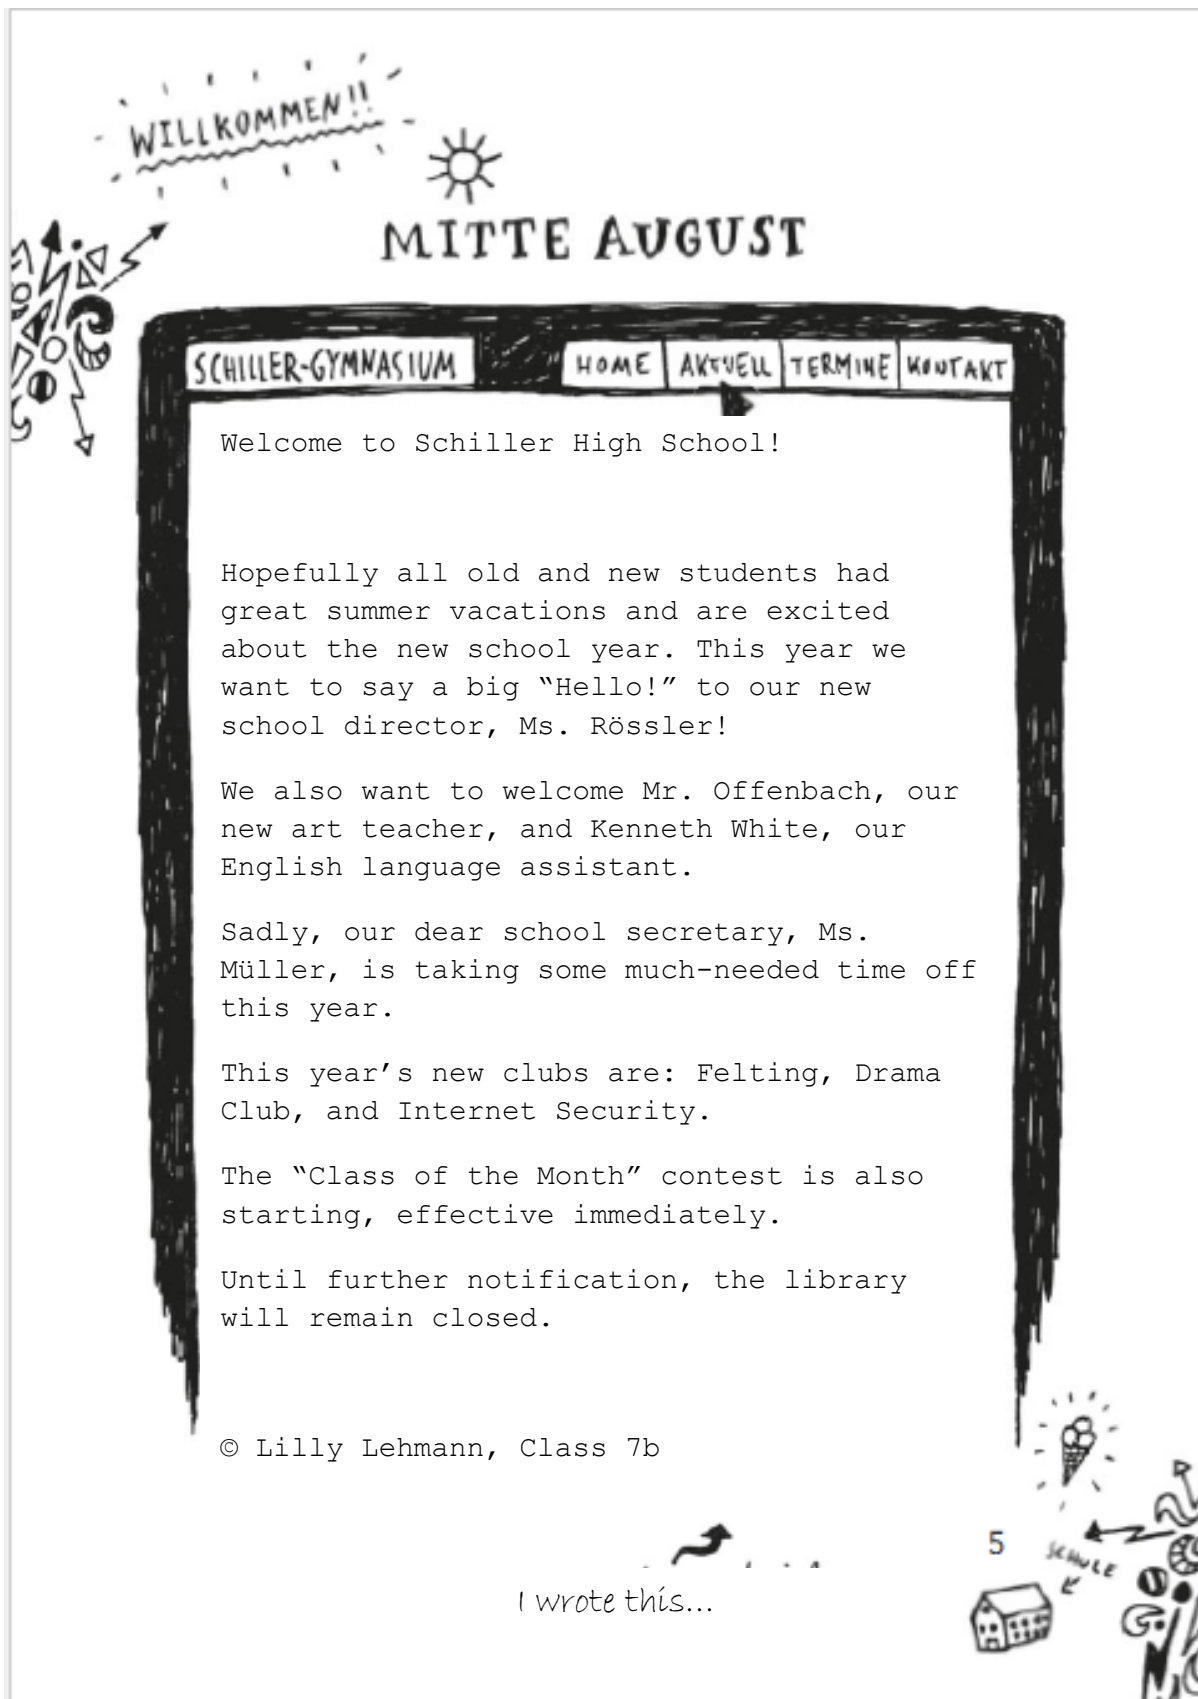 WILLKOMMEN!!
MITTE AUGUST
SCHILLER-GYMNASIUM HOME AKTUELL TERMINE KONTAKT
Welcome to Schiller High School!
Hopefully all old and new students had
great summer vacations and are excited
about the new school year. This year we
want to say a big “Hello!” to our new
school director, Ms. Rössler!
We also want to welcome Mr. Offenbach, our
new art teacher, and Kenneth White, our
English language assistant.
Sadly, our dear school secretary, Ms.
Müller, is taking some much-needed time off
this year.
This year’s new clubs are: Felting, Drama
Club, and Internet Security.
The “Class of the Month” contest is also
starting, effective immediately.
Until further notification, the library
will remain closed.
© Lilly Lehmann, Class 7b
5
SCHULE
I wrote this...